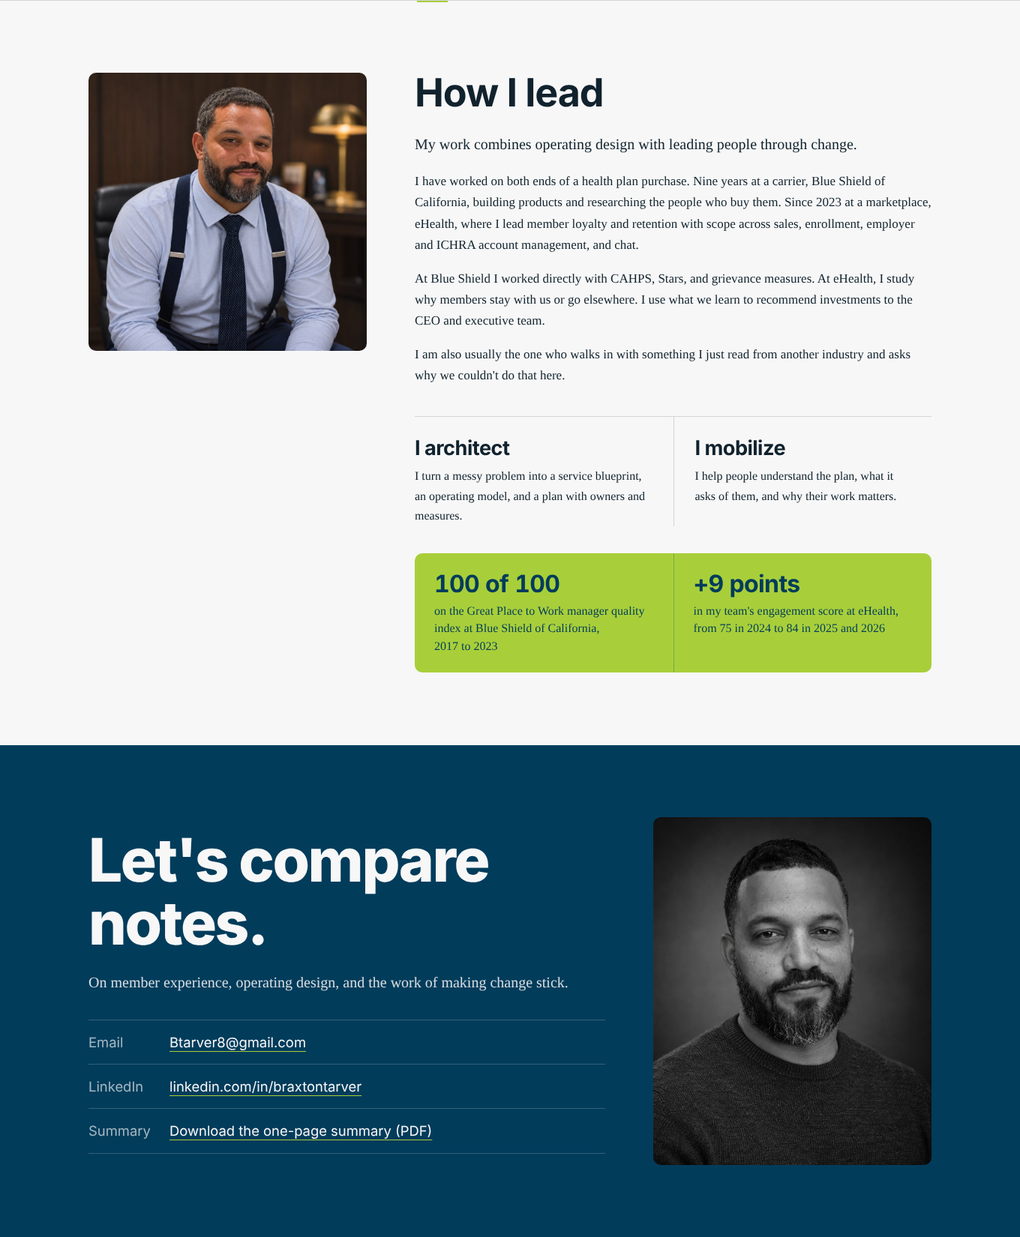 How I lead
My work combines operating design with leading people through change.
I have worked on both ends of a health plan purchase. Nine years at a carrier, Blue Shield of
California, building products and researching the people who buy them. Since 2023 at a marketplace,
eHealth, where I lead member loyalty and retention with scope across sales, enrollment, employer
and ICHRA account management, and chat.
At Blue Shield I worked directly with CAHPS, Stars, and grievance measures. At eHealth, I study
why members stay with us or go elsewhere. I use what we learn to recommend investments to the
CEO and executive team.
I am also usually the one who walks in with something I just read from another industry and asks
why we couldn't do that here.
I architect
I turn a messy problem into a service blueprint,
an operating model, and a plan with owners and
measures.
I mobilize
I help people understand the plan, what it
asks of them, and why their work matters.
100 of 100
on the Great Place to Work manager quality
index at Blue Shield of California,
2017 to 2023
+9 points
in my team's engagement score at eHealth,
from 75 in 2024 to 84 in 2025 and 2026
Let's compare
notes.
On member experience, operating design, and the work of making change stick.
Email Btarver8@gmail.com
LinkedIn linkedin.com/in/braxtontarver
Summary Download the one-page summary (PDF)